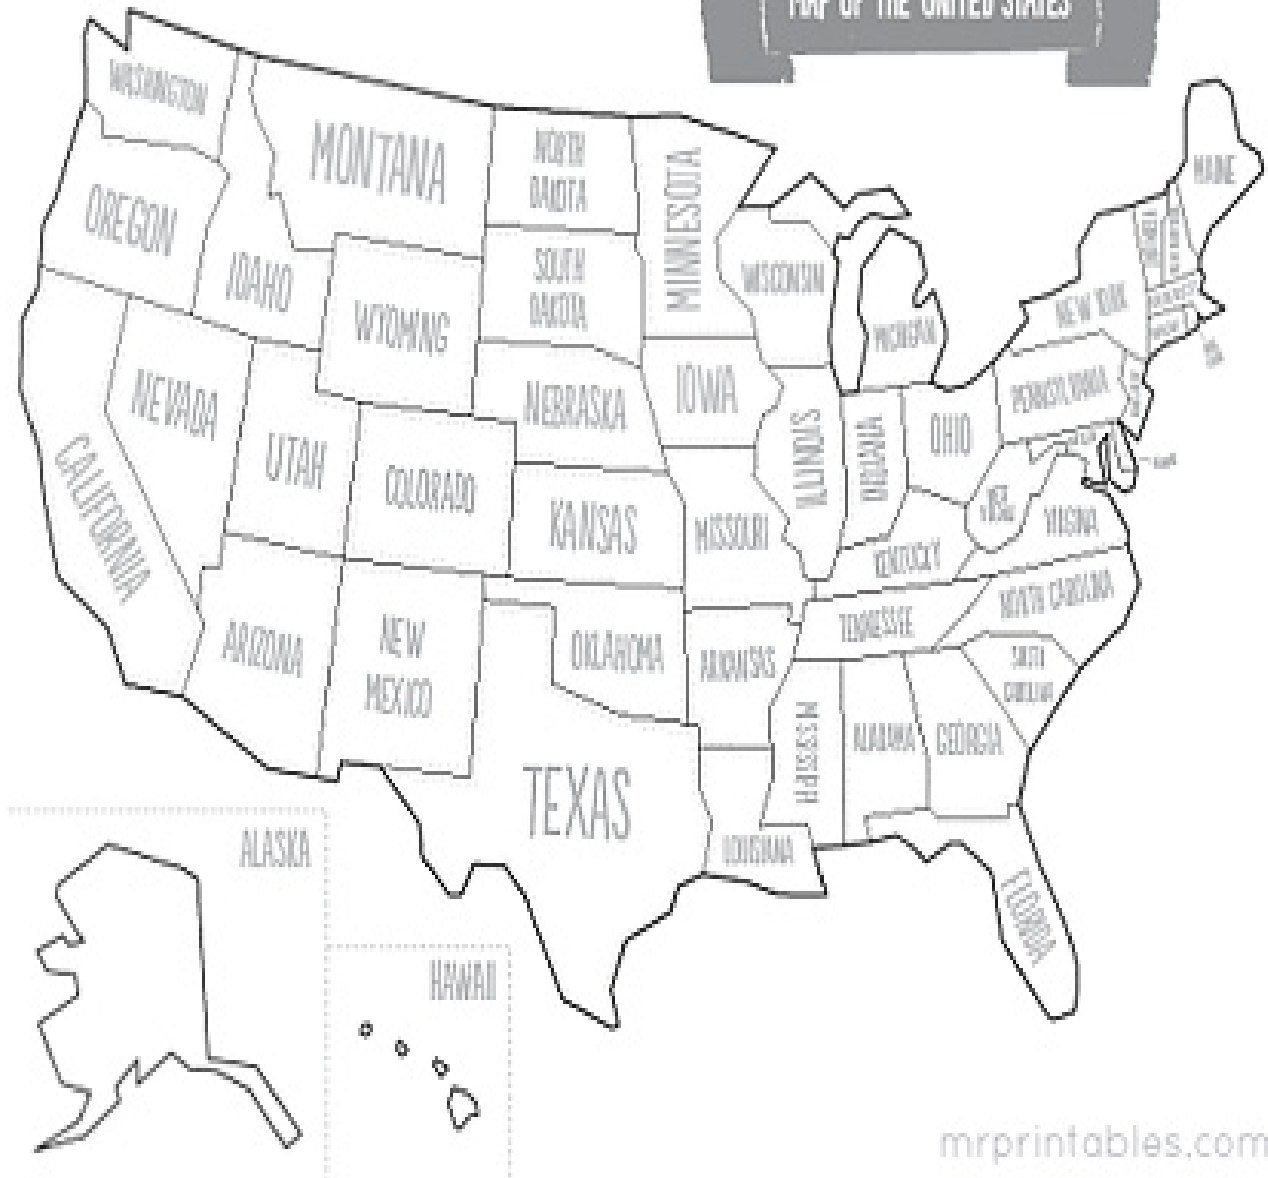 MAP OF THE UNITED STATES
WASHINGTON
MONTANA
NORTH
DAKOTA
MINNESOTA
MAINE
OREGON
IDAHO
SOUTH
DAKOTA
WISCONSIN
WYOMING
MICHIGAN
NEW YORK
NEVADA
NEBRASKA
IOWA
PENNSYLVANIA
CALIFORNIA
UTAH
COLORADO
ILLINOIS
INDIANA
OHIO
KANSAS
MISSOURI
VIRGINIA
KENTUCKY
ARIZONA
NEW
MEXICO
OKLAHOMA
ARKANSAS
TENNESSEE
NORTH CAROLINA
SOUTH
CAROLINA
MISSISSIPPI
ALABAMA
GEORGIA
TEXAS
LOUISIANA
FLORIDA
ALASKA
HAWAII
mrprintables.com